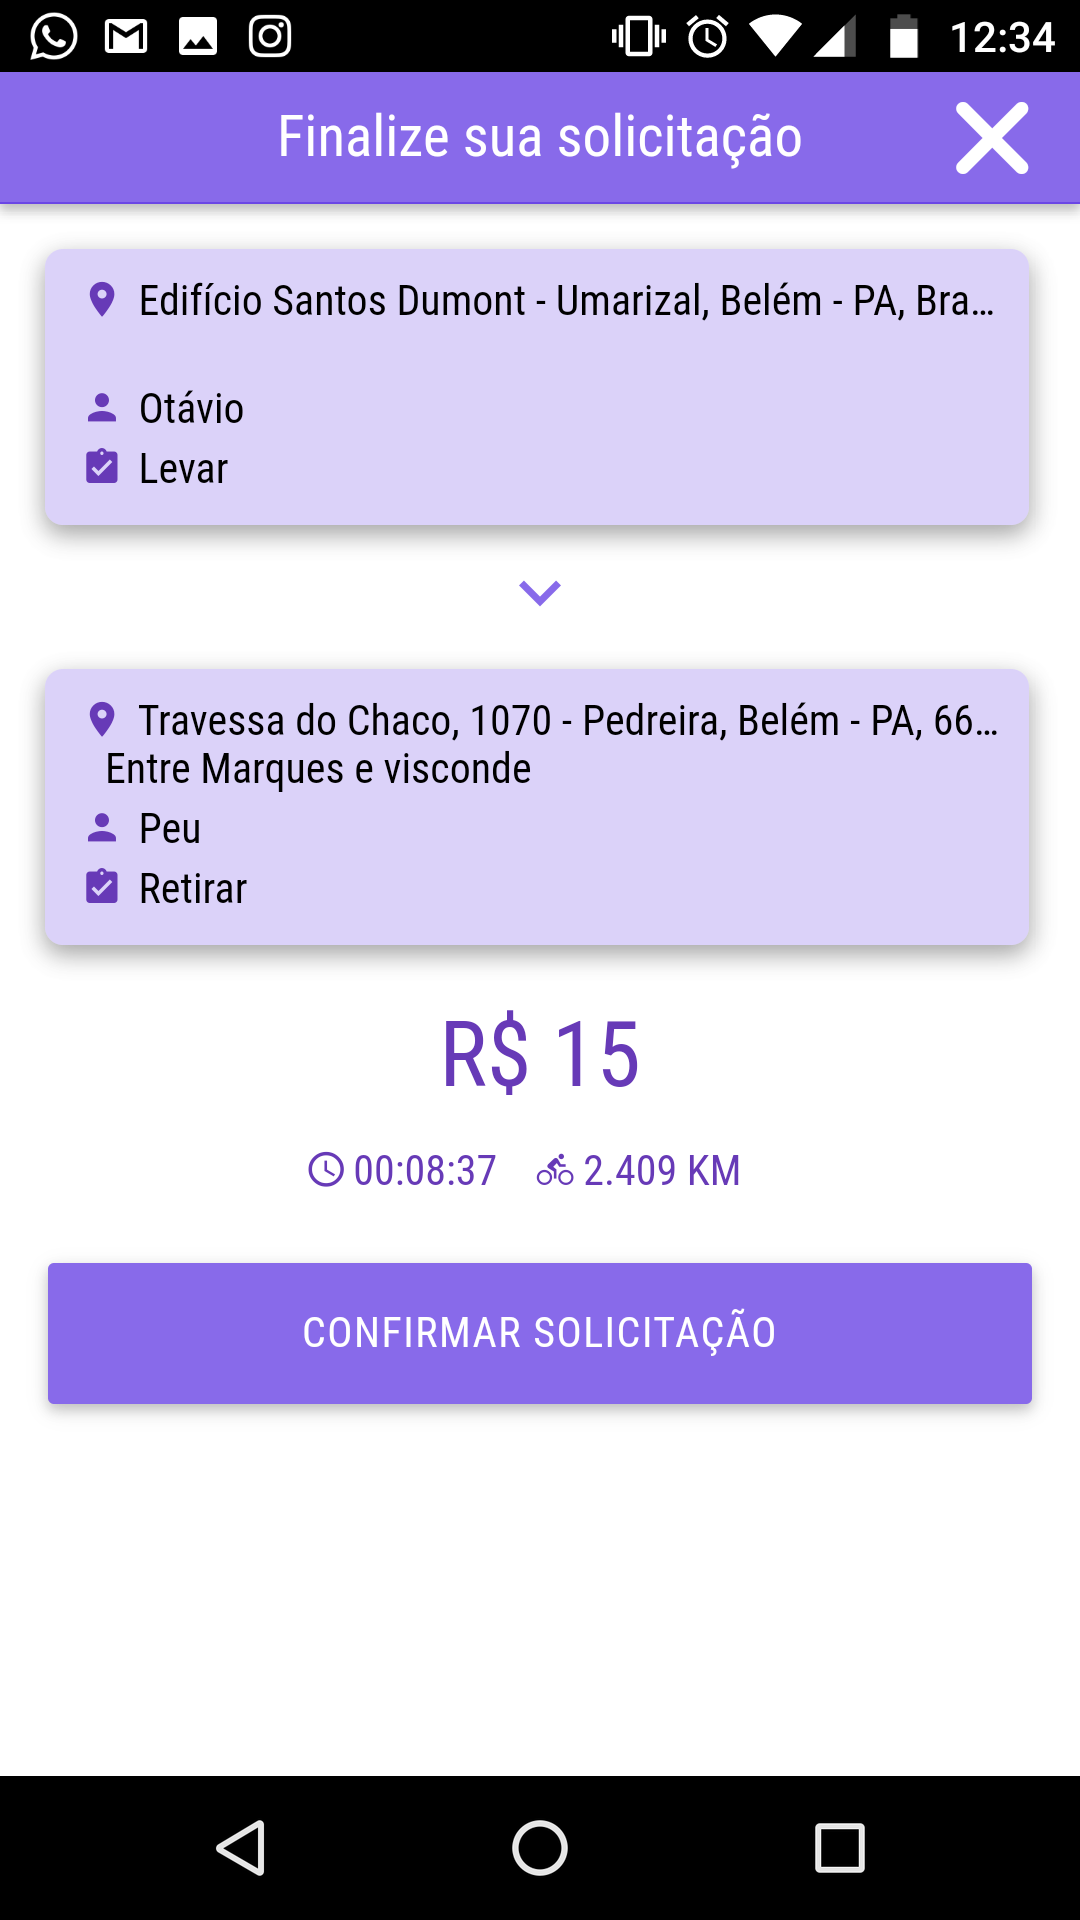 12:34
Finalize sua solicitação
Edifício Santos Dumont - Umarizal, Belém - PA, Bra...
Otávio
Levar
Travessa do Chaco, 1070 - Pedreira, Belém - PA, 66...
Entre Marques e visconde
Peu
Retirar
R$ 15
00:08:37 2.409 KM
CONFIRMAR SOLICITAÇÃO